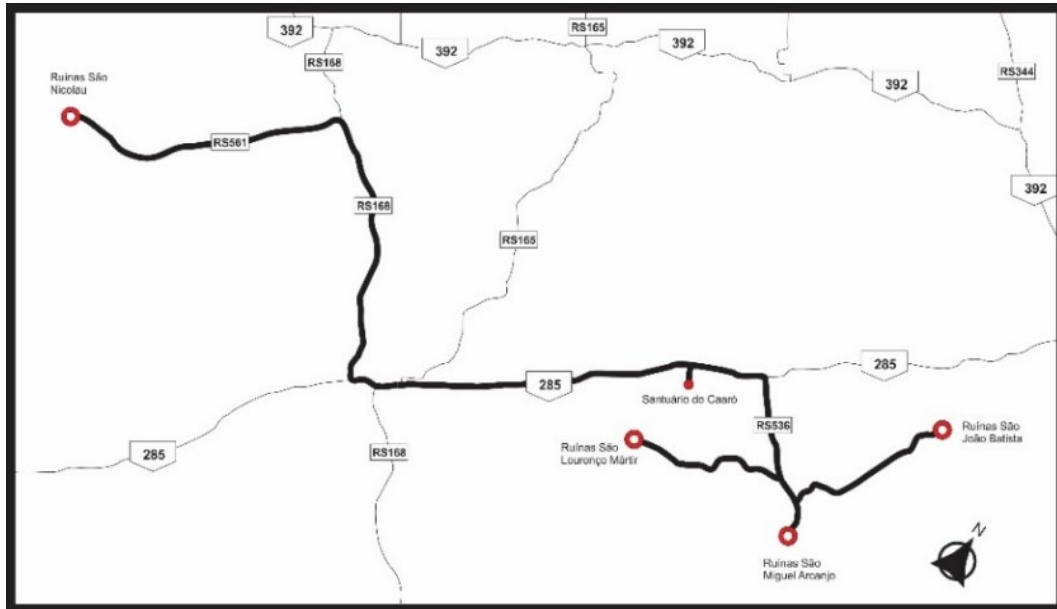 392
RS165
392
392
RS168
RS344
Ruínas São
Nicolau
392
RS561
392
RS168
RS165
285
285
Santuário do Caaró
RS536
Ruínas São
Louronço Mártir
Ruínas São
João Batista
285
RS168
N
Ruínas São
Miguel Arcanjo